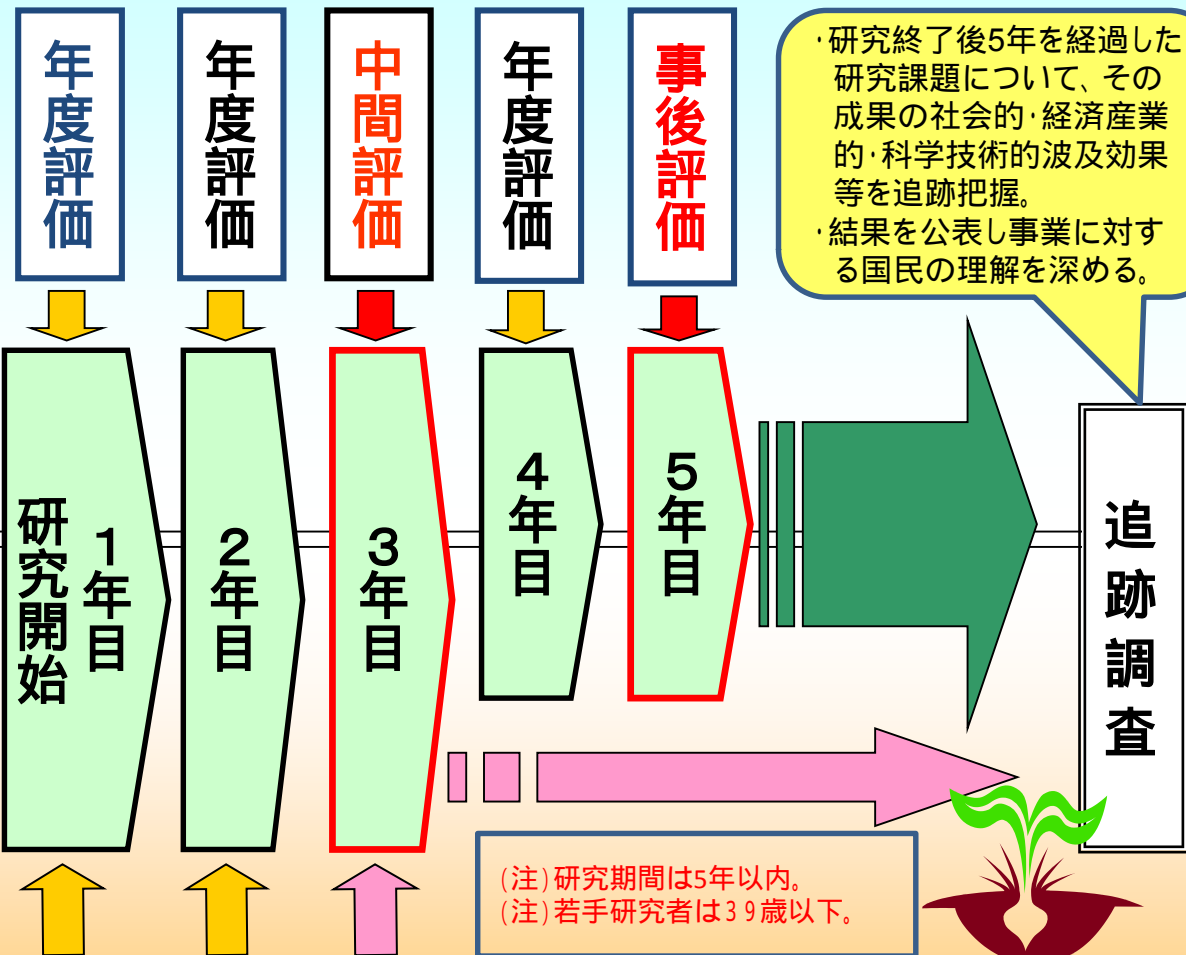 年度評価
年度評価
中間評価
年度評価
事後評価
·研究終了後5年を経過した
研究課題について、その
成果の社会的·経済産業
的·科学技術的波及効果
等を追跡把握。
·結果を公表し事業に対す
る国民の理解を深める。
研究開始
１年目
２年目
３年目
４年目
５年目
追跡調査
(注)研究期間は5年以内。
(注)若手研究者は39歳以下。